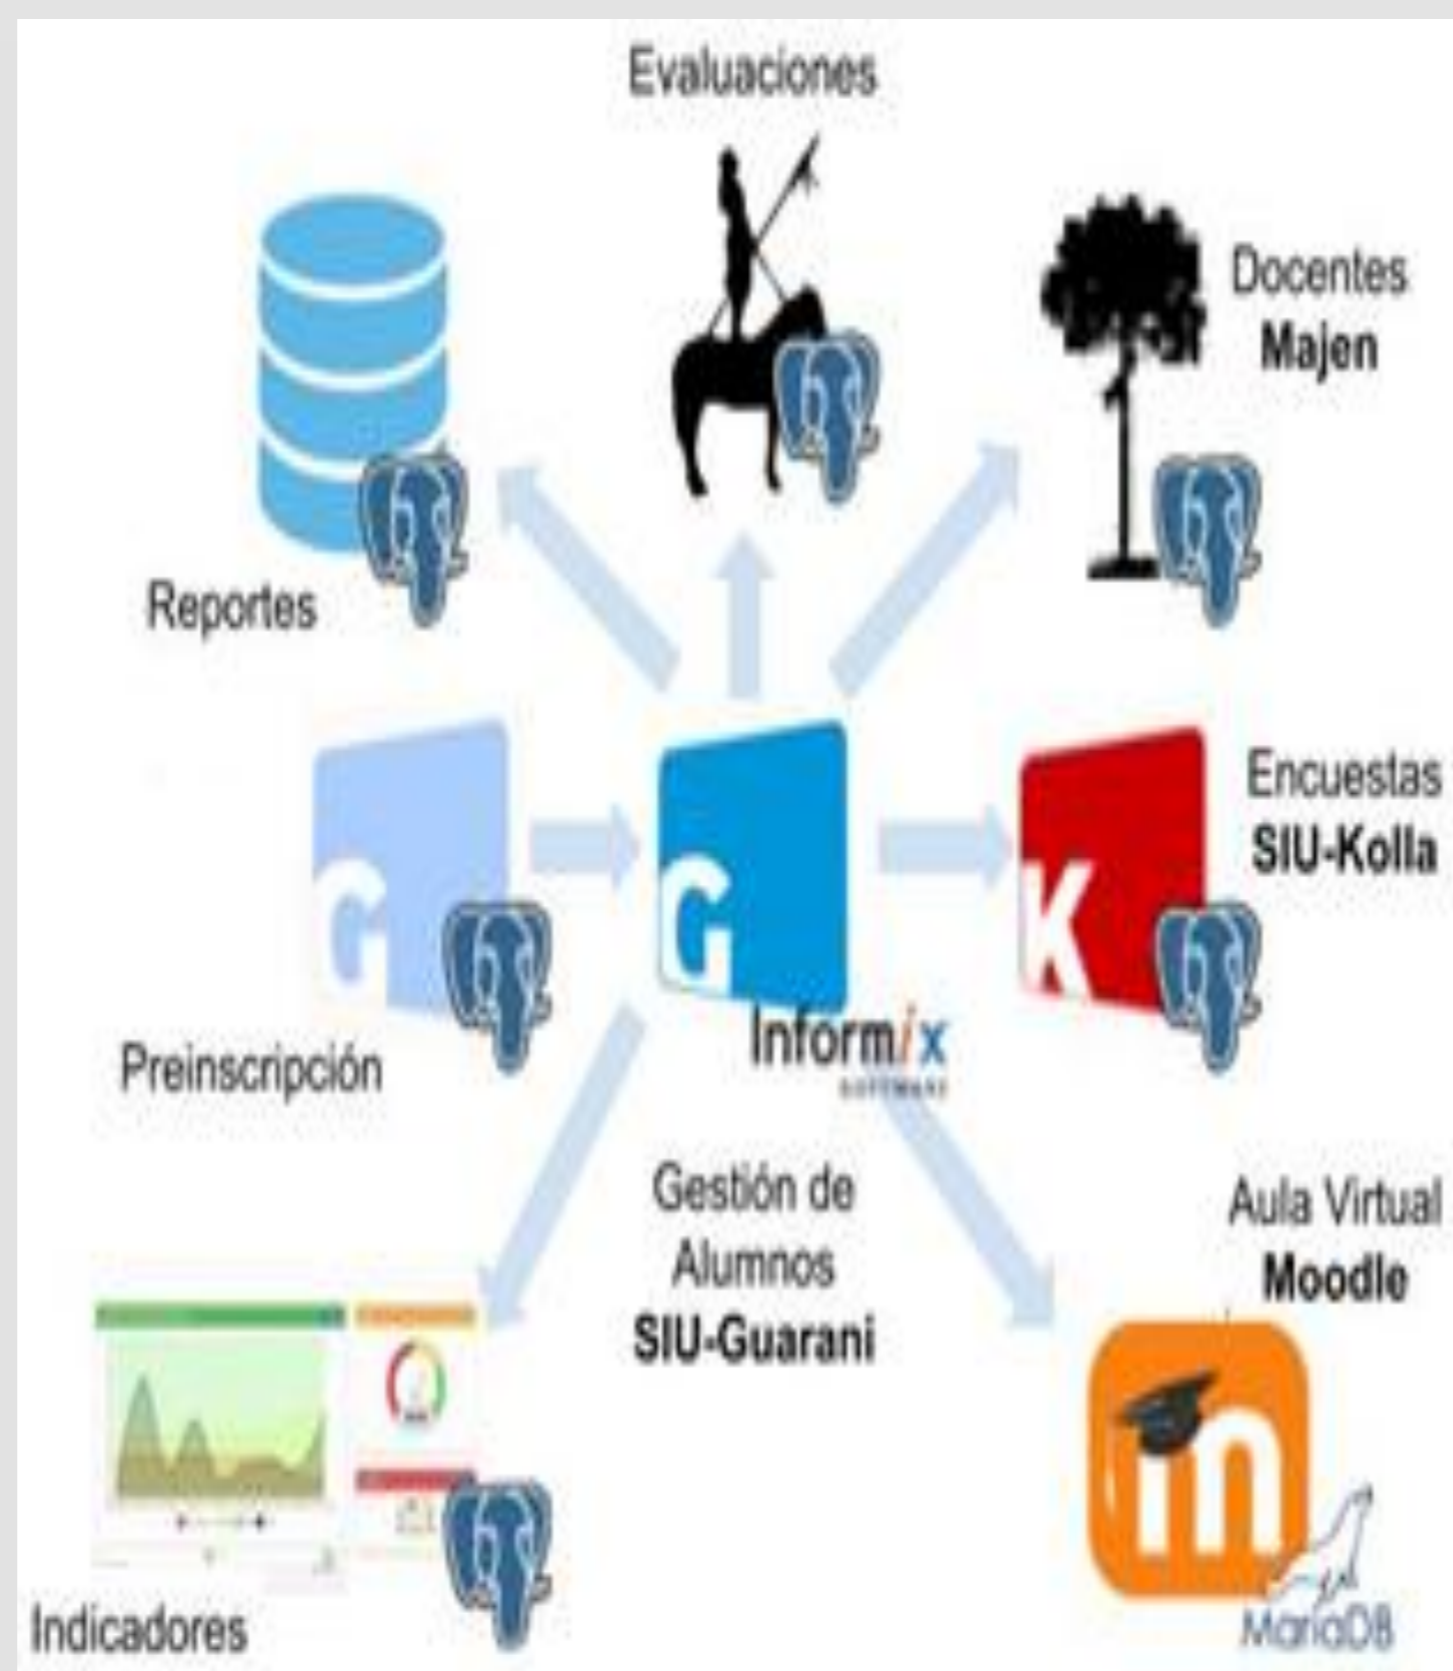 Evaluaciones
Docentes
Majen
Reportes
G
G
K
Encuestas
SIU-Kolla
Informix
SOFTWARE
Preinscripción
Gestión de
Alumnos
SIU-Guarani
Aula Virtual
Moodle
m
MariaDB
Indicadores